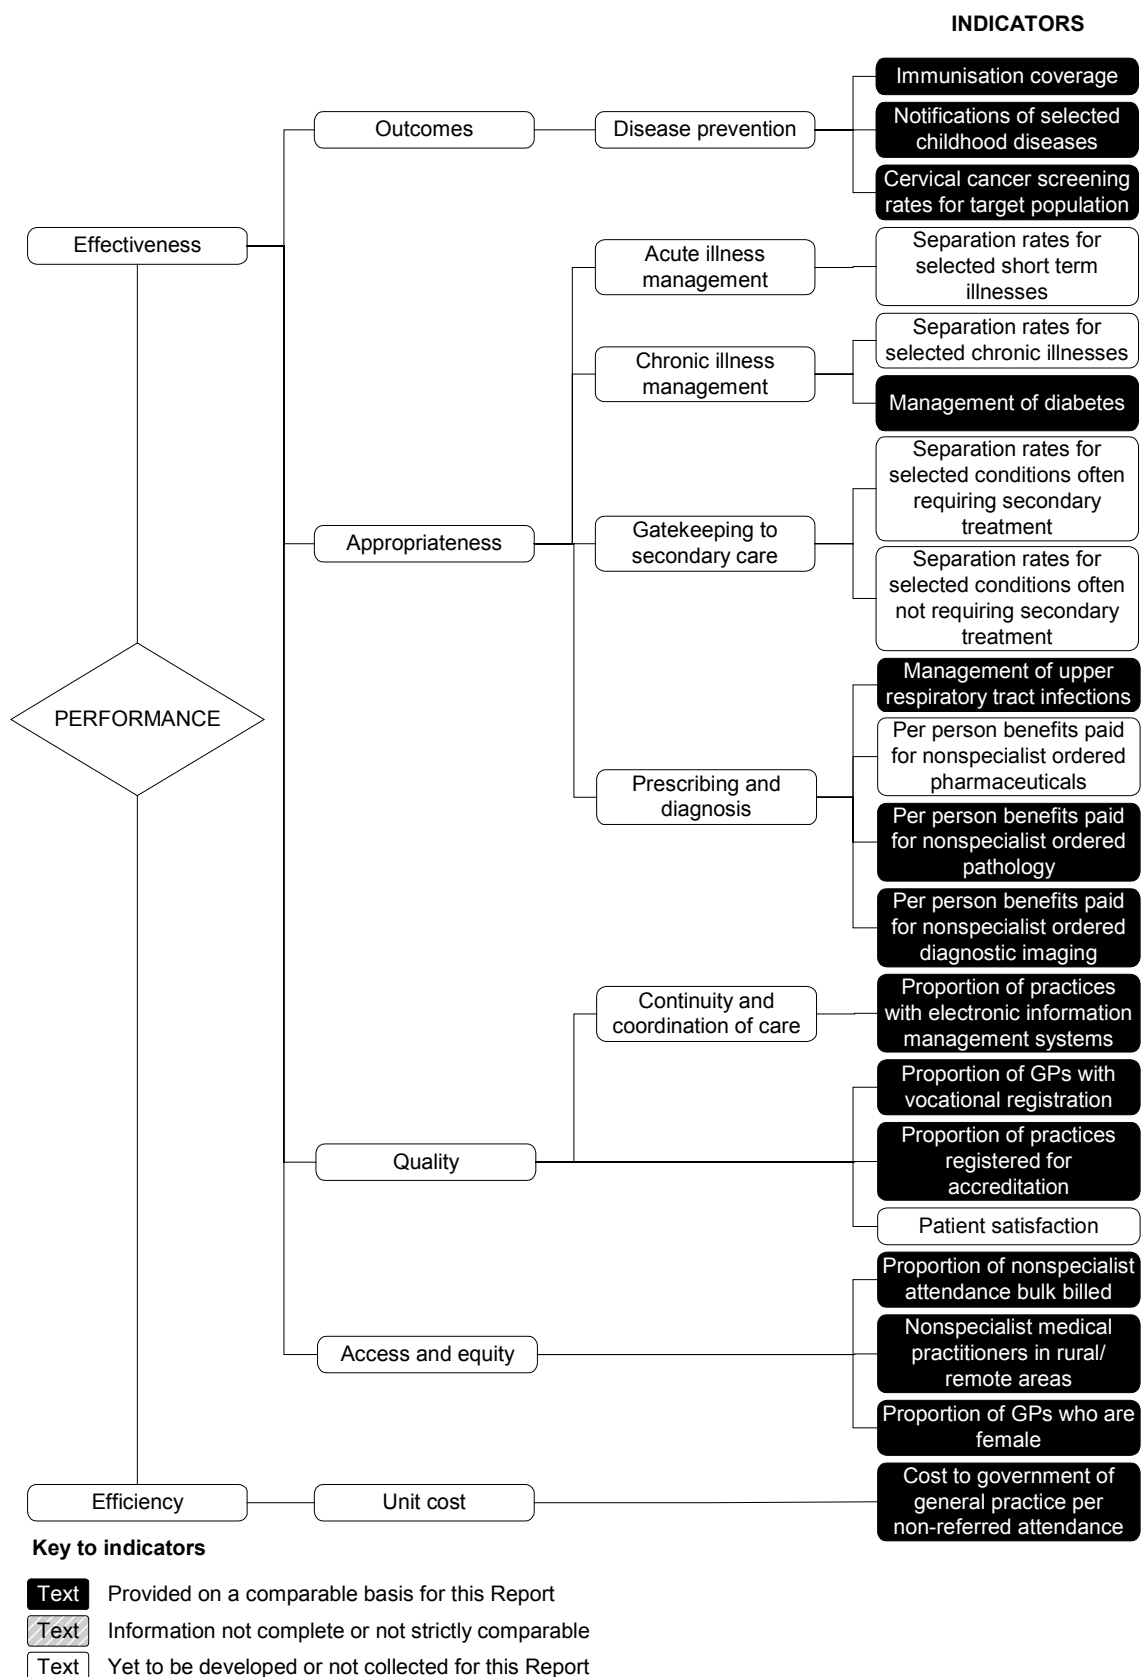 INDICATORS
Immunisation coverage
Outcomes
Disease prevention
Notifications of selected
childhood diseases
Cervical cancer screening
rates for target population
Effectiveness
Acute illness
management
Separation rates for
selected short term
illnesses
Chronic illness
management
Separation rates for
selected chronic illnesses
Management of diabetes
Appropriateness
Gatekeeping to
secondary care
Separation rates for
selected conditions often
requiring secondary
treatment
Separation rates for
selected conditions often
not requiring secondary
treatment
PERFORMANCE
Prescribing and
diagnosis
Management of upper
respiratory tract infections
Per person benefits paid
for nonspecialist ordered
pharmaceuticals
Per person benefits paid
for nonspecialist ordered
pathology
Per person benefits paid
for nonspecialist ordered
diagnostic imaging
Quality
Continuity and
coordination of care
Proportion of practices
with electronic information
management systems
Proportion of GPs with
vocational registration
Proportion of practices
registered for
accreditation
Patient satisfaction
Access and equity
Proportion of nonspecialist
attendance bulk billed
Nonspecialist medical
practitioners in rural/
remote areas
Proportion of GPs who are
female
Efficiency
Unit cost
Cost to government of
general practice per
non-referred attendance
Key to indicators
Text Provided on a comparable basis for this Report
Text Information not complete or not strictly comparable
Text Yet to be developed or not collected for this Report